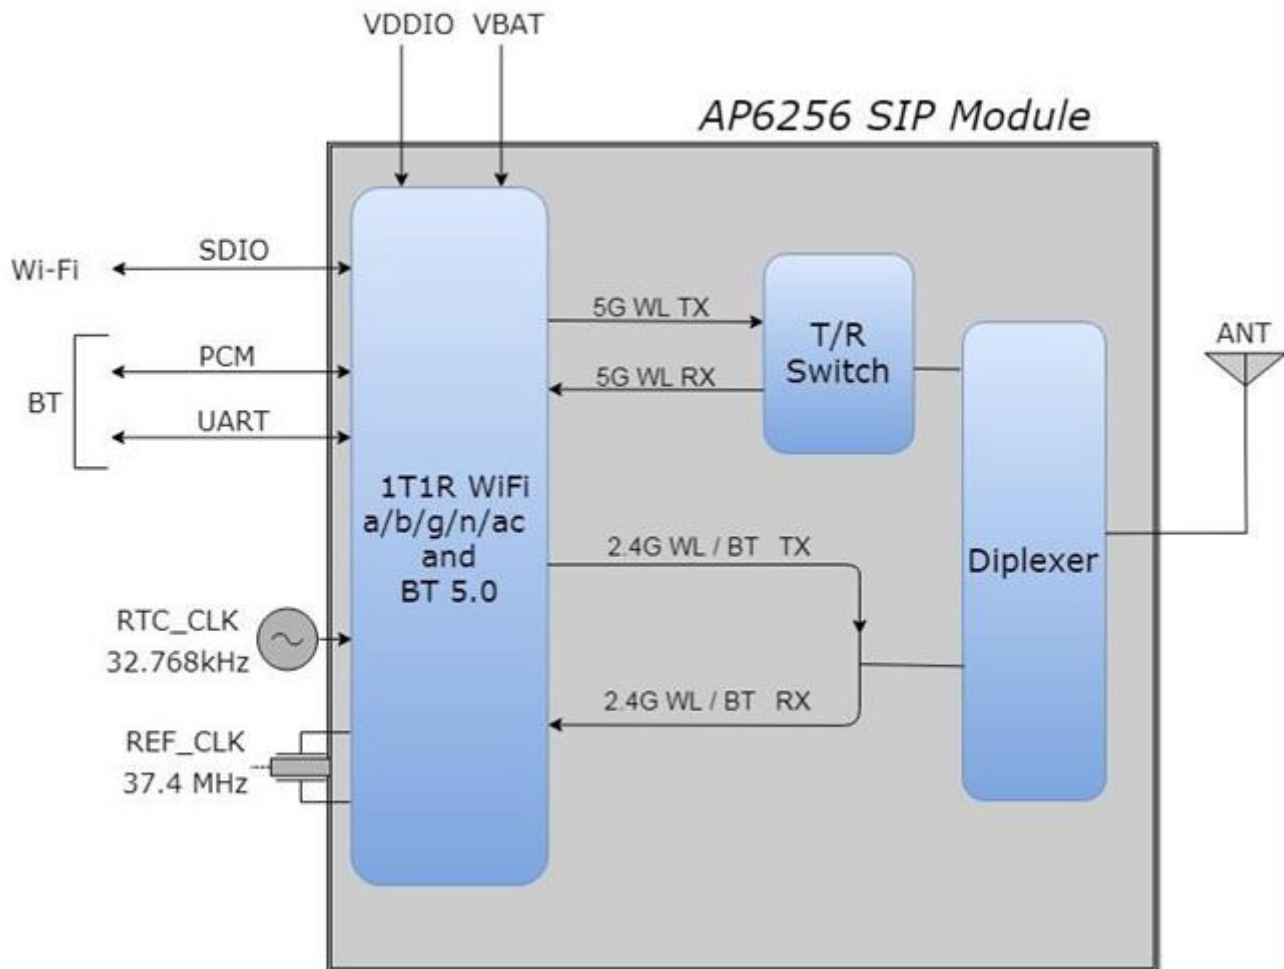 VDDIO VBAT
AP6256 SIP Module
Wi-Fi
SDIO
BT
PCM
UART
1T1R WiFi
a/b/g/n/ac
and
BT 5.0
5G WL TX
5G WL RX
T/R
Switch
2.4G WL / BT TX
2.4G WL / BT RX
Diplexer
ANT
RTC_CLK
32.768kHz
REF_CLK
37.4 MHz